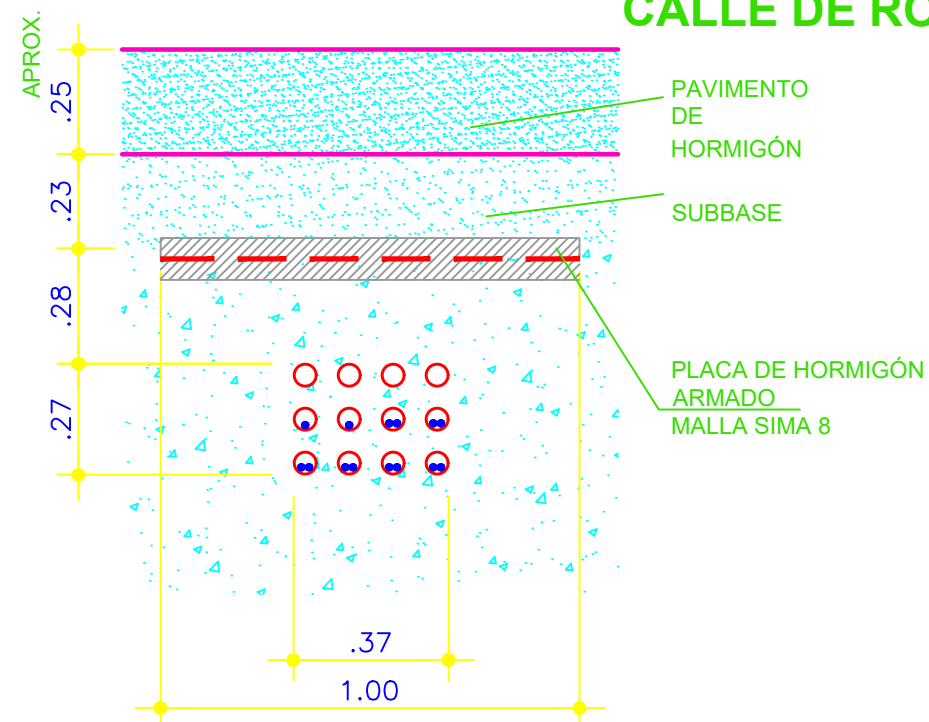 CALLE DE RO
APROX.
.25
.23
.28
.27
PAVIMENTO
DE
HORMIGÓN
SUBBASE
PLACA DE HORMIGÓN
ARMADO
MALLA SIMA 8
.37
1.00